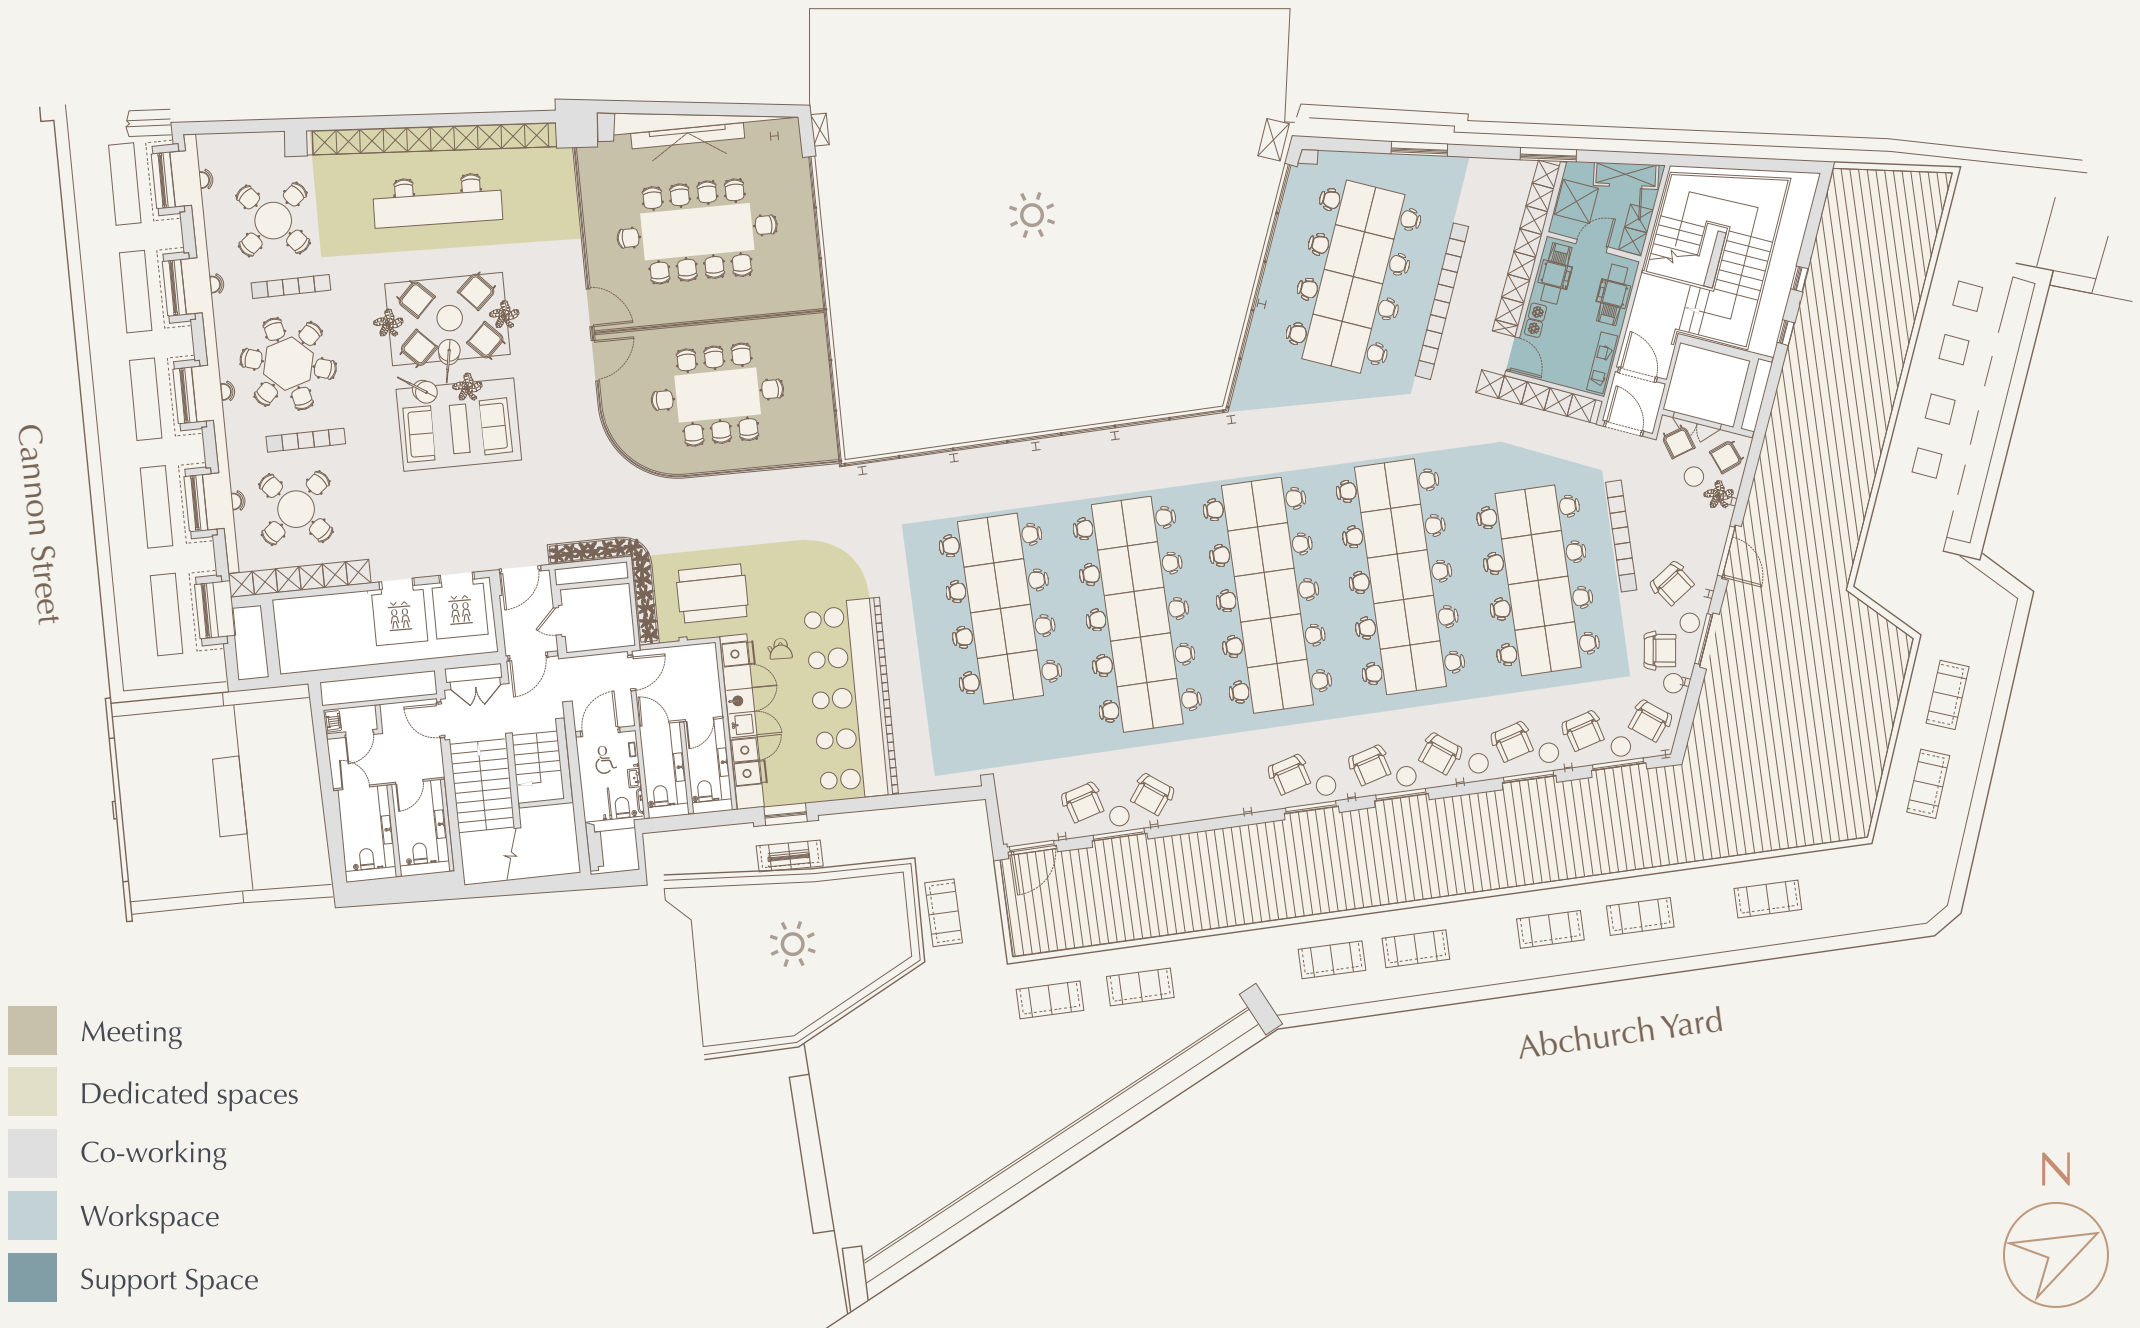 Cannon Street
Meeting
Dedicated spaces
Co-working
Workspace
Support Space
Abchurch Yard
N